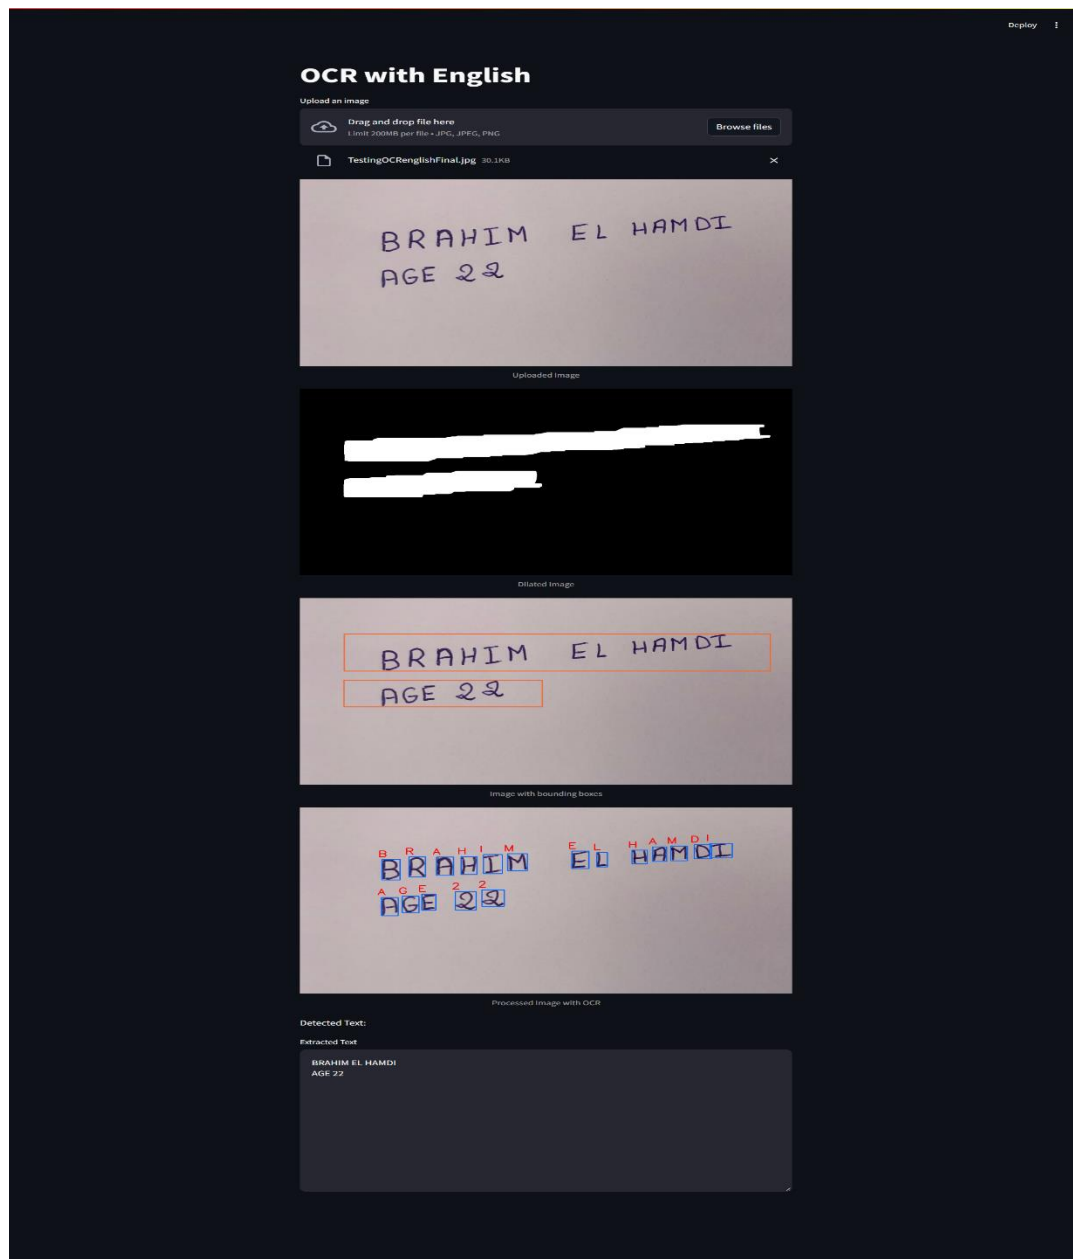 Deploy
OCR with English
Upload an image
Drag and drop file here
Limit 200MB per file • JPG, JPEG, PNG
Browse files
TestingOCRenglishFinal.jpg 30.1KB
BRAHIM EL HAMDI
AGE 22
Uploaded Image
Dilated Image
BRAHIM EL HAMDI
AGE 22
Image with bounding boxes
B R A H I M E L H A M D I
BRAHIM EL HAMDI
A G E 2 2
AGE 22
Processed Image with OCR
Detected Text:
Extracted Text
BRAHIM EL HAMDI
AGE 22